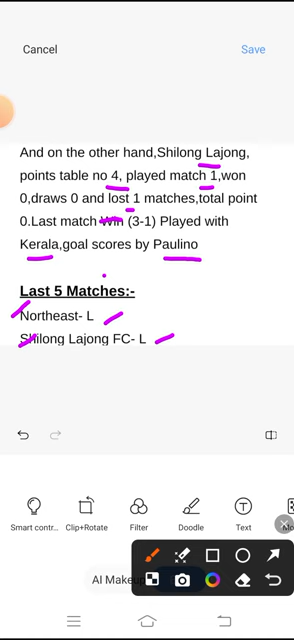 Cancel Save
And on the other hand,Shilong Lajong,
points table no 4, played match 1,won
0,draws 0 and lost 1 matches,total point
0.Last match Win (3-1) Played with
Kerala,goal scores by Paulino
Last 5 Matches:-
Northeast- L
Shilong Lajong FC- L
Smart contr... Clip+Rotate Filter Doodle Text
AI Makeup